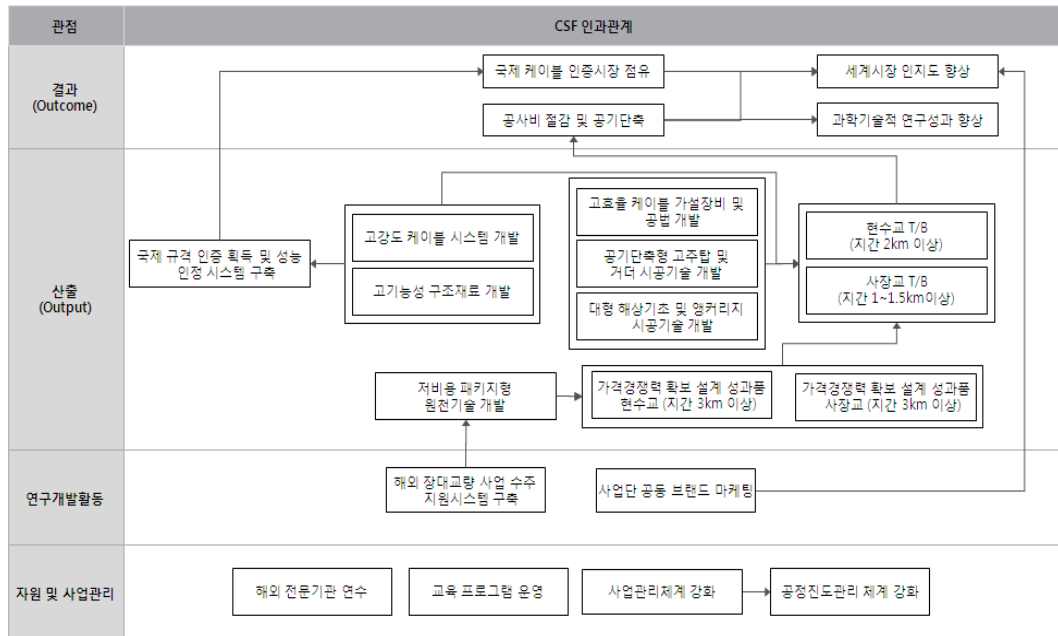 관점
CSF 인과관계
결과
(Outcome)
국제 케이블 인증시장 점유
세계시장 인지도 향상
공사비 절감 및 공기단축
과학기술적 연구성과 향상
산출
(Output)
국제 규격 인증 획득 및 성능
인정 시스템 구축
고강도 케이블 시스템 개발
고기능성 구조재료 개발
고효율 케이블 가설장비 및
공법 개발
공기단축형 고주탑 및
거더 시공기술 개발
대형 해상기초 및 앵커리지
시공기술 개발
현수교 T/B
(지간 2km 이상)
사장교 T/B
(지간 1~1.5km이상)
저비용 패키지형
원천기술 개발
가격경쟁력 확보 설계 성과품
현수교 (지간 3km 이상)
가격경쟁력 확보 설계 성과품
사장교 (지간 3km 이상)
연구개발활동
해외 장대교량 사업 수주
지원시스템 구축
사업단 공동 브랜드 마케팅
자원 및 사업관리
해외 전문기관 연수
교육 프로그램 운영
사업관리체계 강화
공정진도관리 체계 강화